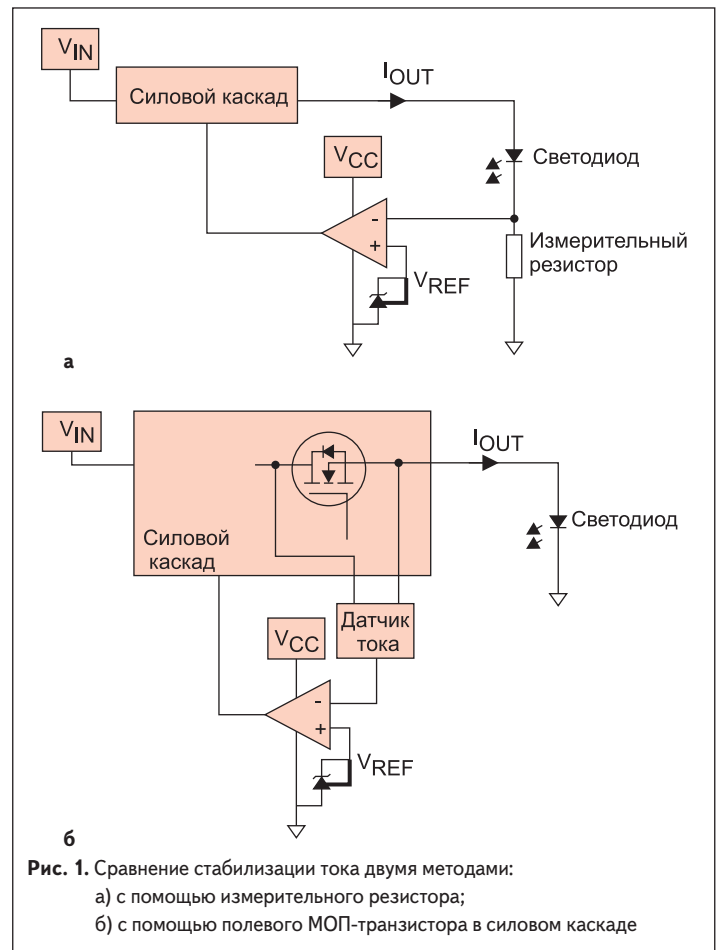 VIN
IOUT
Силовой каскад
VCC
Светодиод
-
+
Измерительный
резистор
VREF
а
VIN
IOUT
Силовой
каскад
Светодиод
Датчик
тока
VCC
-
+
VREF
б
Рис. 1. Сравнение стабилизации тока двумя методами:
а) с помощью измерительного резистора;
б) с помощью полевого МОП-транзистора в силовом каскаде